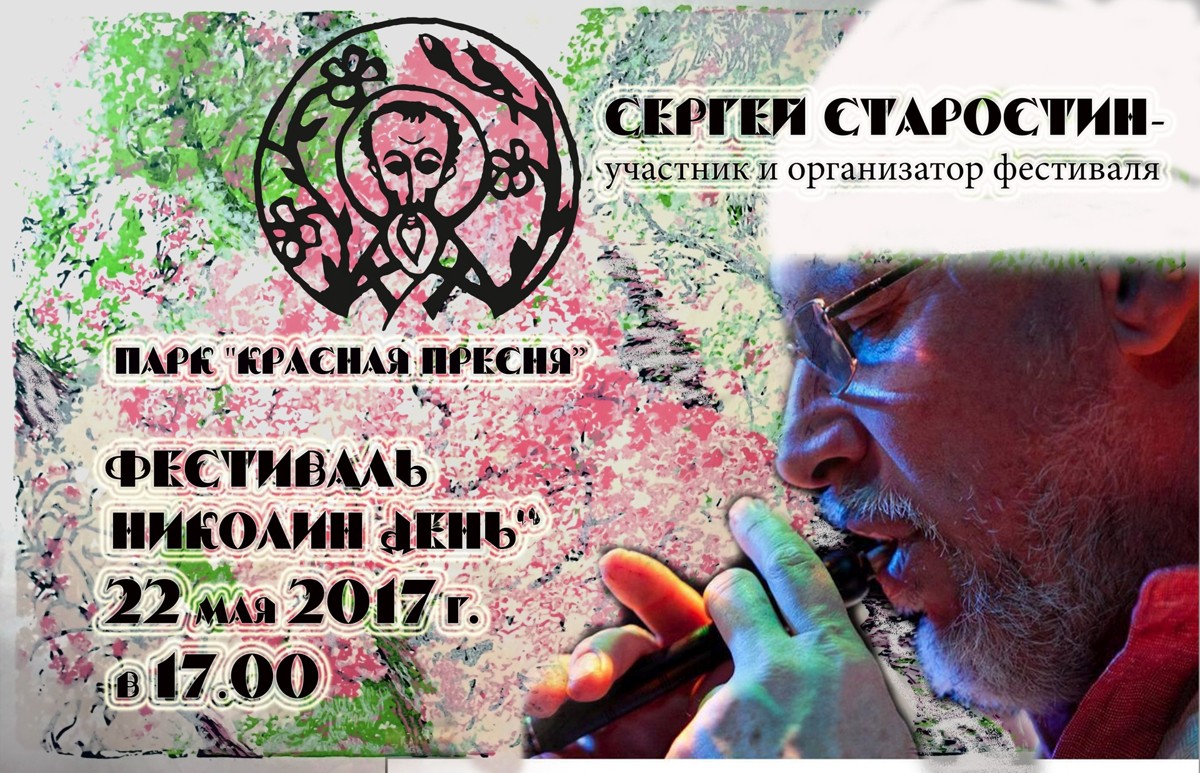 СЕРГЕЙ СТАРОСТИН-
участник и организатор фестиваля
ПАРК "КРАСНАЯ ПРЕСНЯ"
ФЕСТИВАЛЬ
НИКОЛИН ДЕНЬ"
22 мая 2017 г.
в 17.00